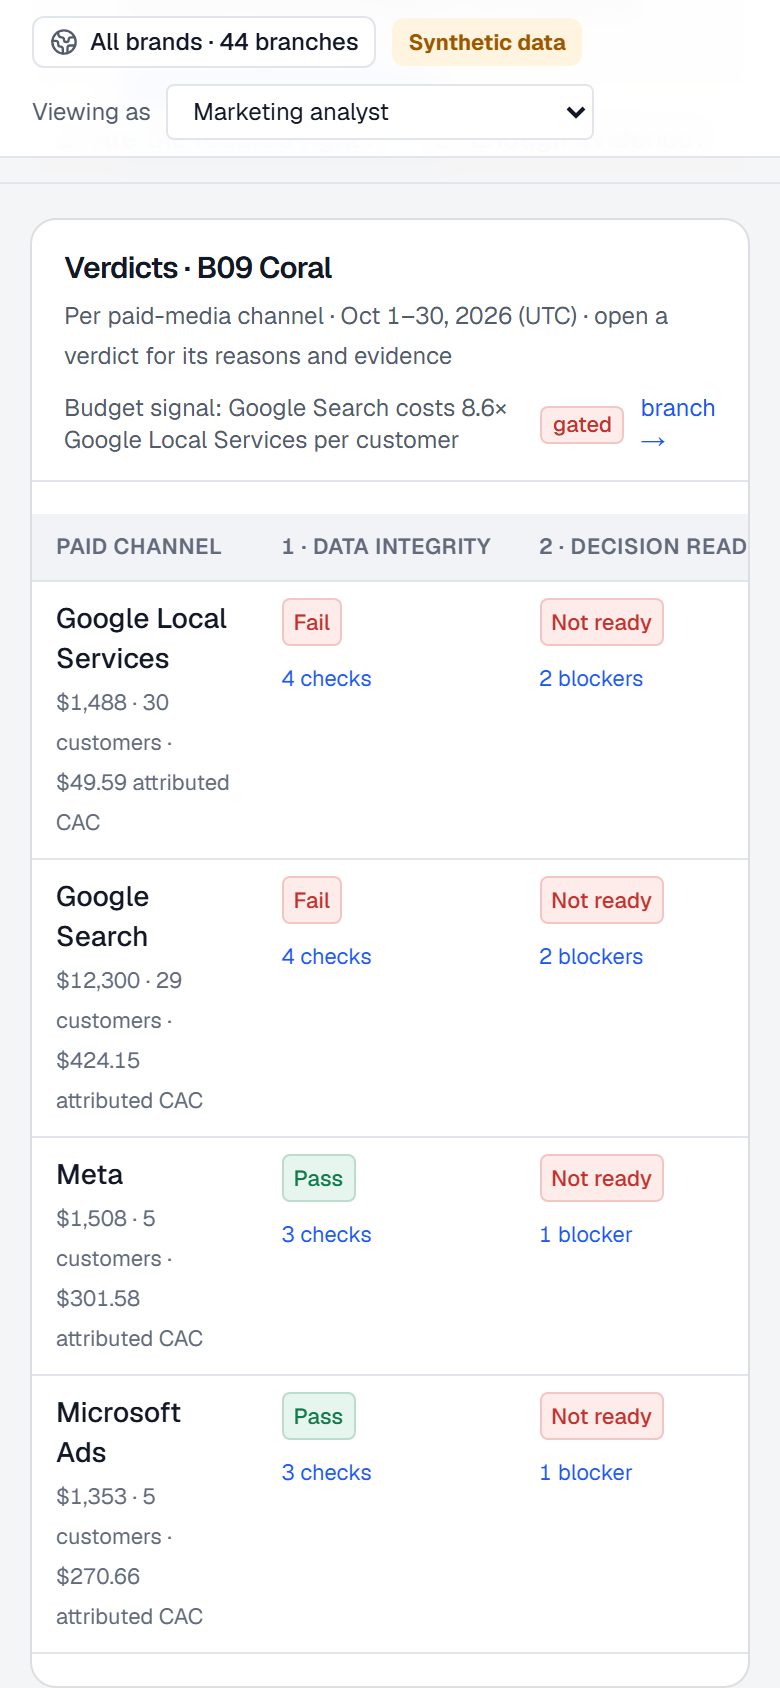 All brands · 44 branches
Synthetic data
Viewing as
Marketing analyst
Verdicts · B09 Coral
Per paid-media channel · Oct 1–30, 2026 (UTC) · open a
verdict for its reasons and evidence
Budget signal: Google Search costs 8.6×
Google Local Services per customer
gated
branch
→
PAID CHANNEL
1 · DATA INTEGRITY
2 · DECISION READ
Google Local
Services
$1,488 · 30
customers ·
$49.59 attributed
CAC
Fail
4 checks
Not ready
2 blockers
Google
Search
$12,300 · 29
customers ·
$424.15
attributed CAC
Fail
4 checks
Not ready
2 blockers
Meta
$1,508 · 5
customers ·
$301.58
attributed CAC
Pass
3 checks
Not ready
1 blocker
Microsoft
Ads
$1,353 · 5
customers ·
$270.66
attributed CAC
Pass
3 checks
Not ready
1 blocker